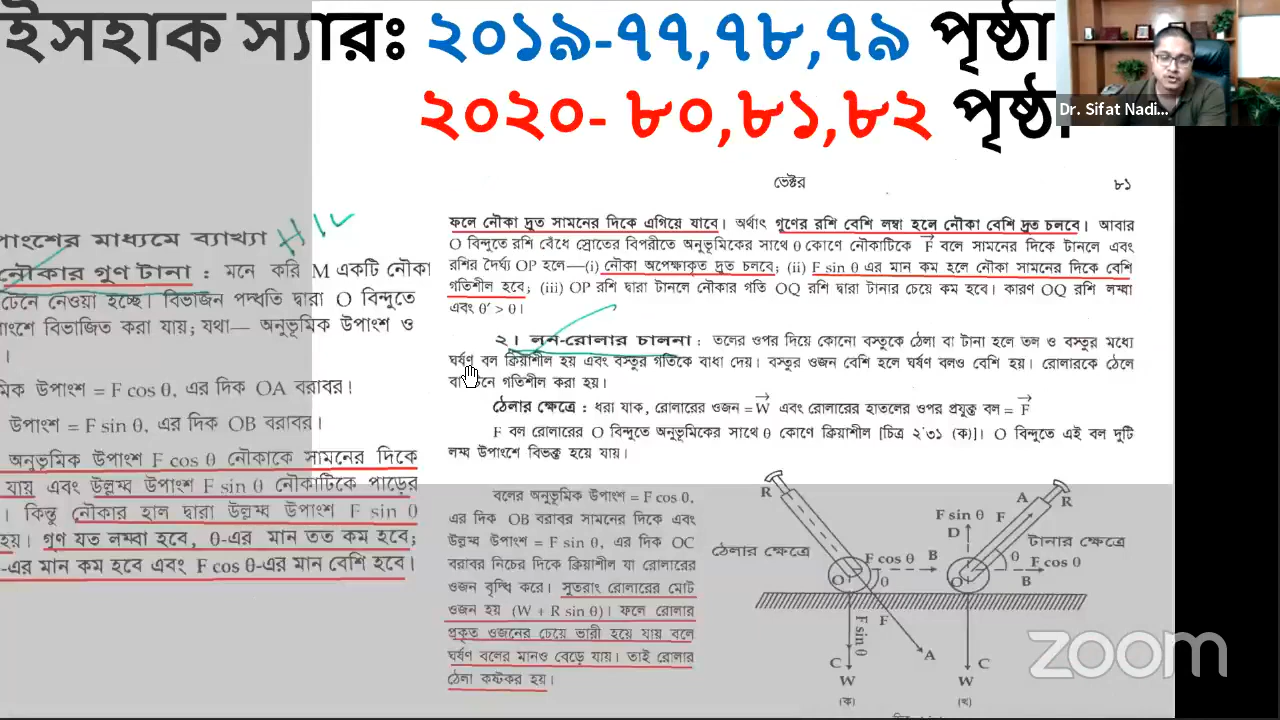 ইসহাক স্যারঃ ২০১৯-৭৭,৭৮,৭৯ পৃষ্ঠা
২০২০- ৮০,৮১,৮২ পৃষ্ঠা
Dr. Sifat Nadi...
পাংশের মাধ্যমে ব্যাখ্যা
নৌকার গুণ টানা : মনে করি M একটি নৌকা
টেনে নেওয়া হচ্ছে। বিভাজন পদ্ধতি দ্বারা O বিন্দুতে
পাংশে বিভাজিত করা যায়; যথা— অনুভূমিক উপাংশ ও
।
মিক উপাংশ = F cos θ, এর দিক OA বরাবর।
উপাংশ = F sin θ, এর দিক OB বরাবর।
অনুভূমিক উপাংশ F cos θ নৌকাকে সামনের দিকে
যায় এবং উল্লম্ব উপাংশ F sin θ নৌকাটিকে পাড়ের
। কিন্তু নৌকার হাল দ্বারা উল্লম্ব উপাংশ F sin θ
হয়। গুণ যত লম্বা হবে, θ-এর মান তত কম হবে;
-এর মান কম হবে এবং F cos θ-এর মান বেশি হবে।
ভেক্টর ৮১
ফলে নৌকা দ্রুত সামনের দিকে এগিয়ে যাবে। অর্থাৎ গুণের রশি বেশি লম্বা হলে নৌকা বেশি দ্রুত চলবে। আবার
O বিন্দুতে রশি বেঁধে স্রোতের বিপরীতে অনুভূমিকের সাথে θ কোণে নৌকাটিকে F⃗ বলে সামনের দিকে টানলে এবং
রশির দৈর্ঘ্য OP হলে—(i) নৌকা অপেক্ষাকৃত দ্রুত চলবে; (ii) F sin θ এর মান কম হলে নৌকা সামনের দিকে বেশি
গতিশীল হবে; (iii) OP রশি দ্বারা টানলে নৌকার গতি OQ রশি দ্বারা টানার চেয়ে কম হবে। কারণ OQ রশি লম্বা
এবং θ′ > θ।
২। লন-রোলার চালনা : তলের ওপর দিয়ে কোনো বস্তুকে ঠেলা বা টানা হলে তল ও বস্তুর মধ্যে
ঘর্ষণ বল ক্রিয়াশীল হয় এবং বস্তুর গতিকে বাধা দেয়। বস্তুর ওজন বেশি হলে ঘর্ষণ বলও বেশি হয়। রোলারকে ঠেলে
বা টেনে গতিশীল করা হয়।
ঠেলার ক্ষেত্রে : ধরা যাক, রোলারের ওজন = W⃗ এবং রোলারের হাতলের ওপর প্রযুক্ত বল = F⃗
F বল রোলারের O বিন্দুতে অনুভূমিকের সাথে θ কোণে ক্রিয়াশীল [চিত্র ২·৩১ (ক)]। O বিন্দুতে এই বল দুটি
লম্ব উপাংশে বিভক্ত হয়ে যায়।
বলের অনুভূমিক উপাংশ = F cos θ,
এর দিক OB বরাবর সামনের দিকে এবং
উল্লম্ব উপাংশ = F sin θ, এর দিক OC
বরাবর নিচের দিকে ক্রিয়াশীল যা রোলারের
ওজন বৃদ্ধি করে। সুতরাং রোলারের মোট
ওজন হয় (W + R sin θ)। ফলে রোলার
প্রকৃত ওজনের চেয়ে ভারী হয়ে যায় বলে
ঘর্ষণ বলের মানও বেড়ে যায়। তাই রোলার
ঠেলা কষ্টকর হয়।
R
ঠেলার ক্ষেত্রে
F cos θ B
O θ
F sin θ
F
A
C
W
(ক)
A R
F sin θ F
D
টানার ক্ষেত্রে
θ F cos θ
O B
C
W
(খ)
zoom